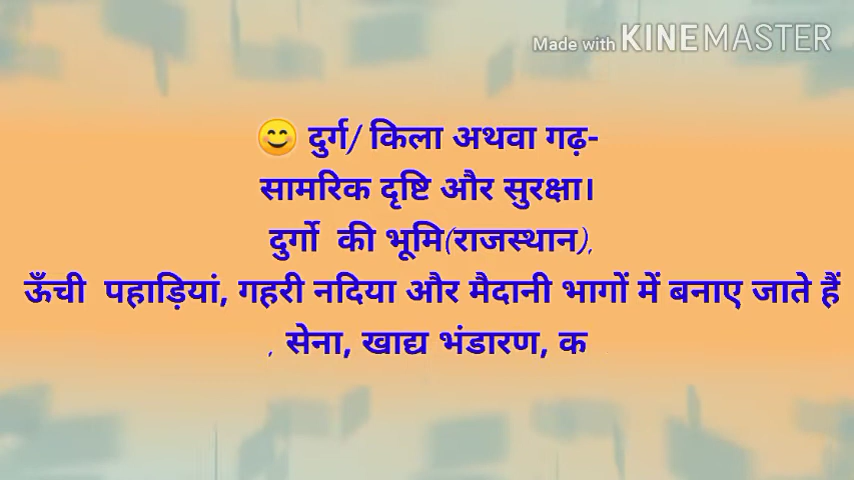 Made with KINEMASTER
😊 दुर्ग/ किला अथवा गढ़-
सामरिक दृष्टि और सुरक्षा।
दुर्गो की भूमि(राजस्थान),
ऊँची पहाड़ियां, गहरी नदिया और मैदानी भागों में बनाए जाते हैं
, सेना, खाद्य भंडारण, क